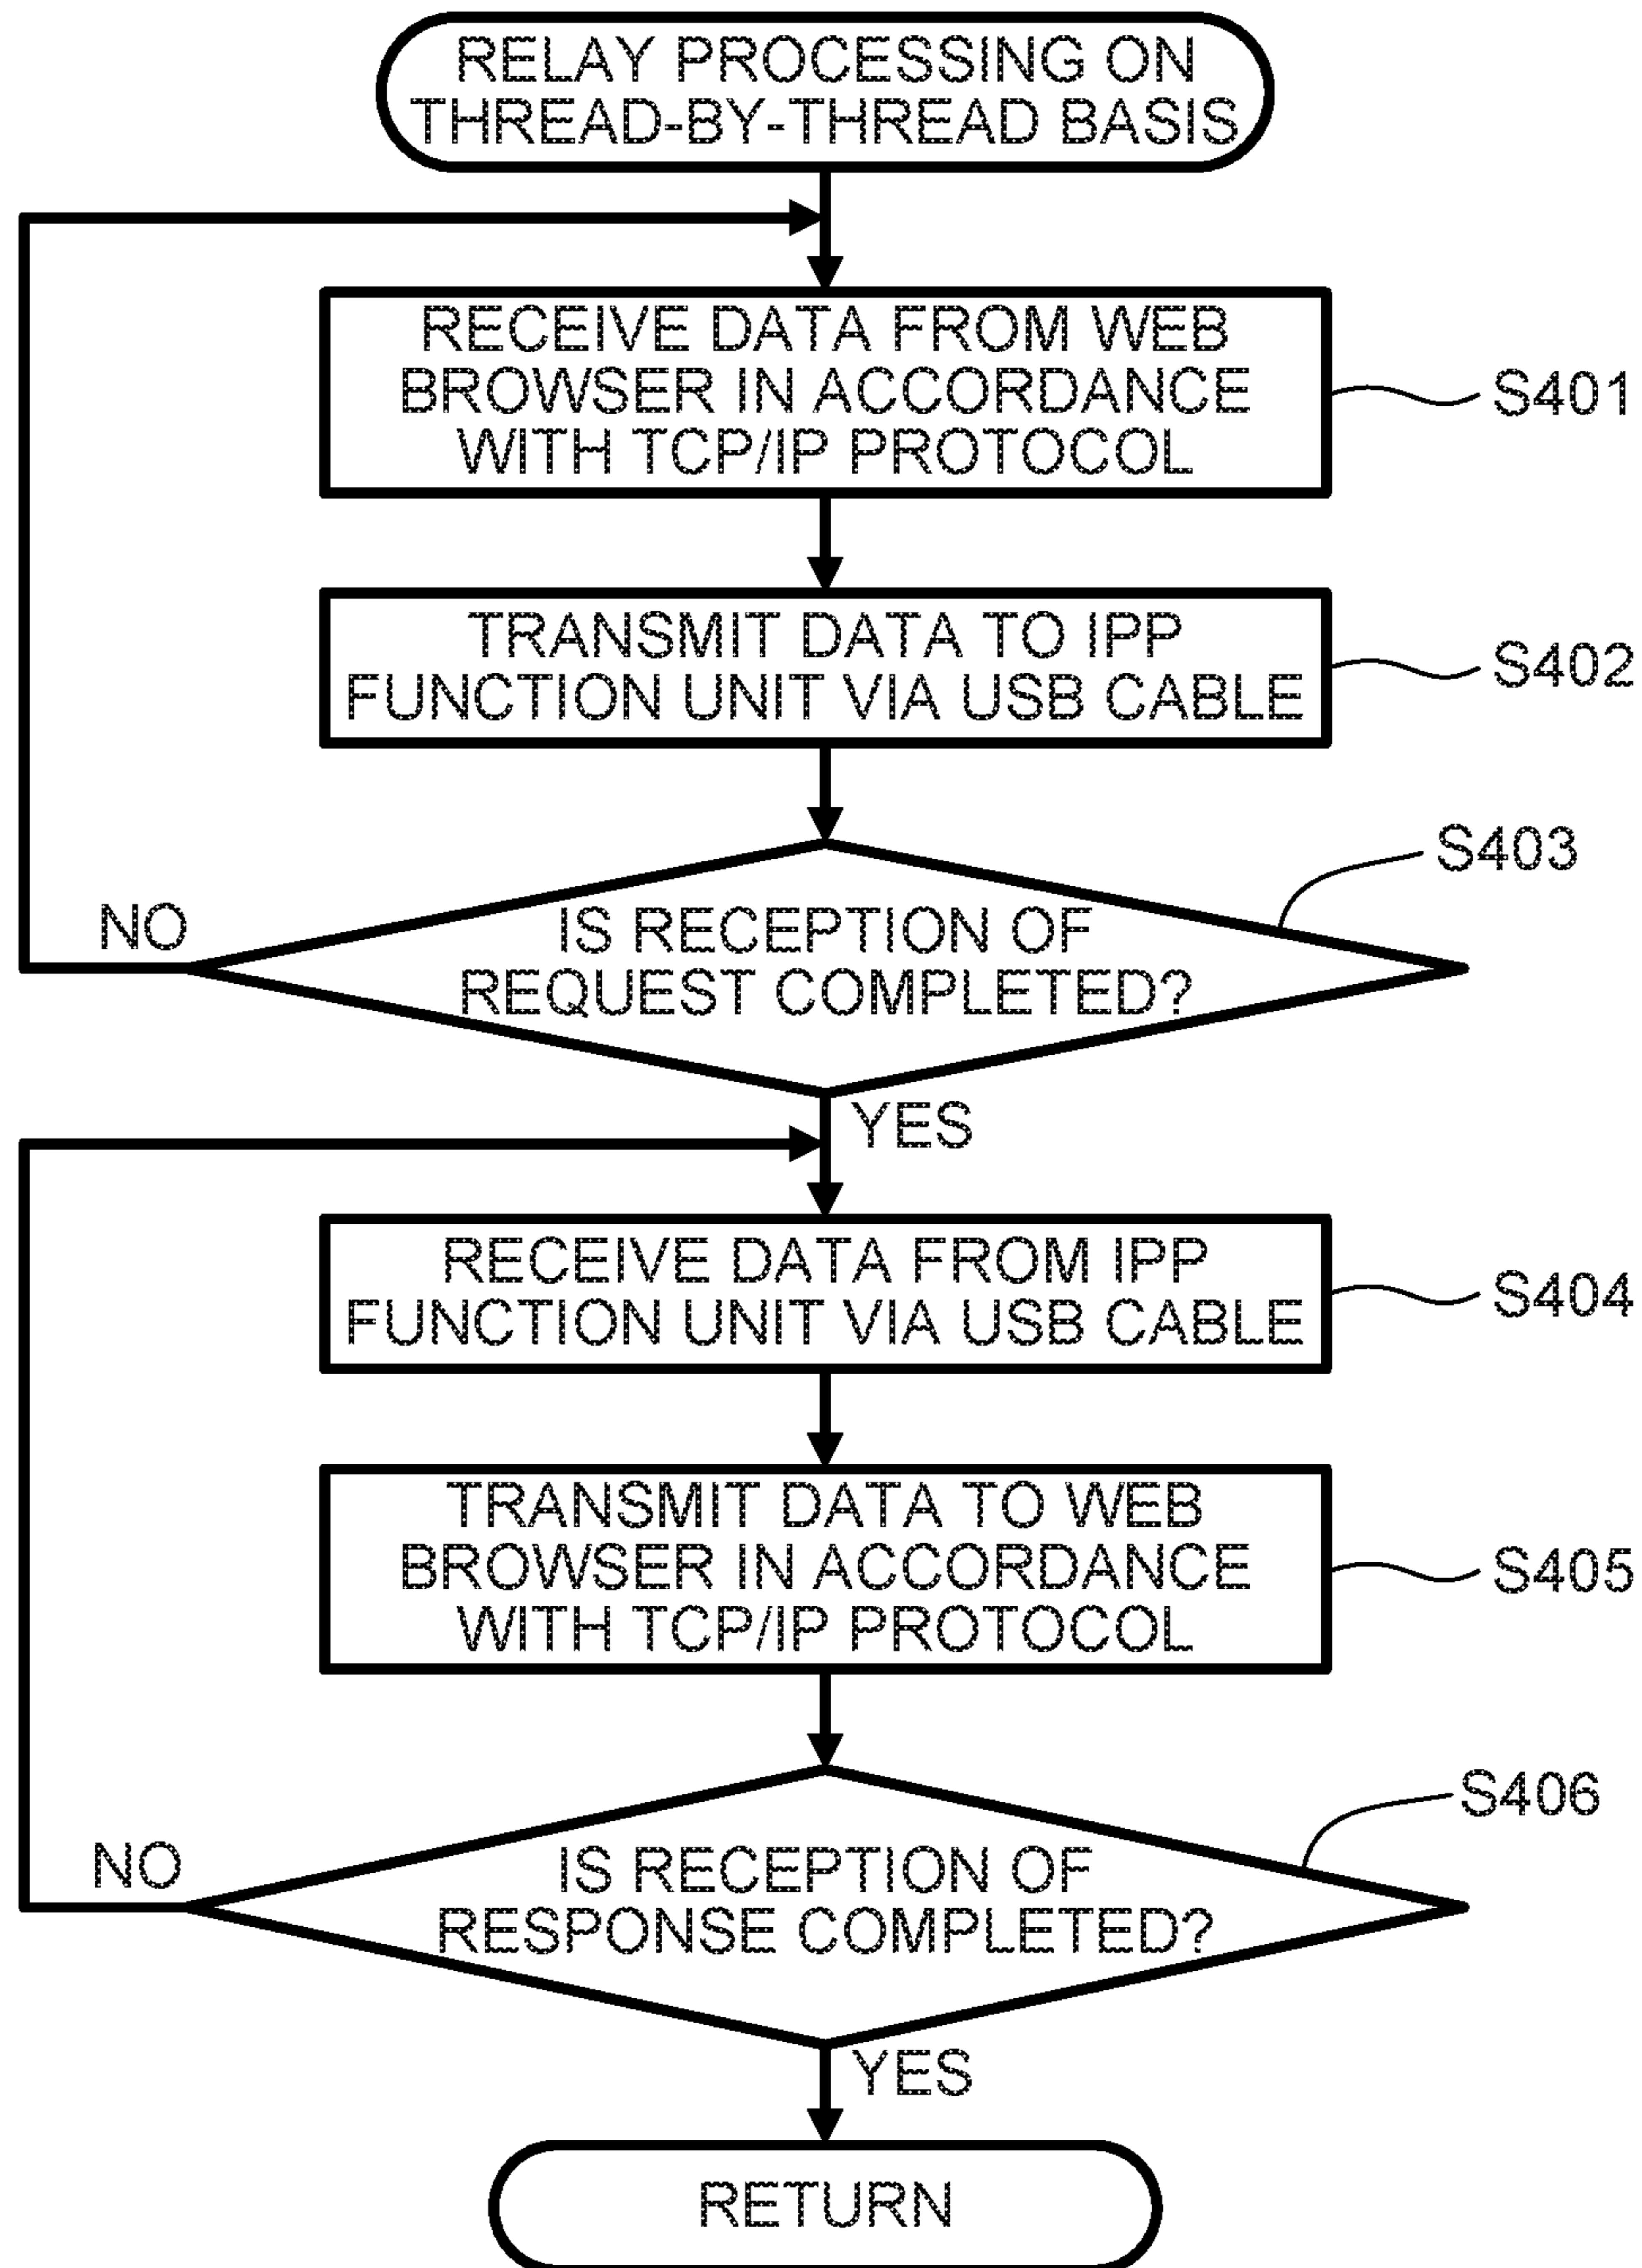 RELAY PROCESSING ON
THREAD-BY-THREAD BASIS
RECEIVE DATA FROM WEB
BROWSER IN ACCORDANCE
WITH TCP/IP PROTOCOL
S401
TRANSMIT DATA TO IPP
FUNCTION UNIT VIA USB CABLE
S402
S403
NO
IS RECEPTION OF
REQUEST COMPLETED?
YES
RECEIVE DATA FROM IPP
FUNCTION UNIT VIA USB CABLE
S404
TRANSMIT DATA TO WEB
BROWSER IN ACCORDANCE
WITH TCP/IP PROTOCOL
S405
S406
NO
IS RECEPTION OF
RESPONSE COMPLETED?
YES
RETURN